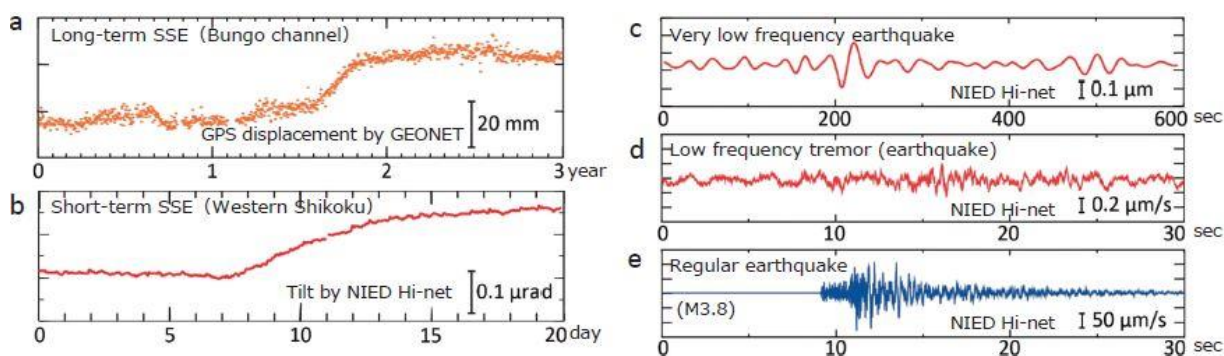 a
Long-term SSE (Bungo channel)
GPS displacement by GEONET
20 mm
0 1 2 3 year
b
Short-term SSE (Western Shikoku)
Tilt by NIED Hi-net
0.1 μrad
0 5 10 15 20 day
c
Very low frequency earthquake
NIED Hi-net
0.1 μm
0 200 400 600 sec
d
Low frequency tremor (earthquake)
NIED Hi-net
0.2 μm/s
0 10 20 30 sec
e
Regular earthquake
(M3.8)
NIED Hi-net
50 μm/s
0 10 20 30 sec